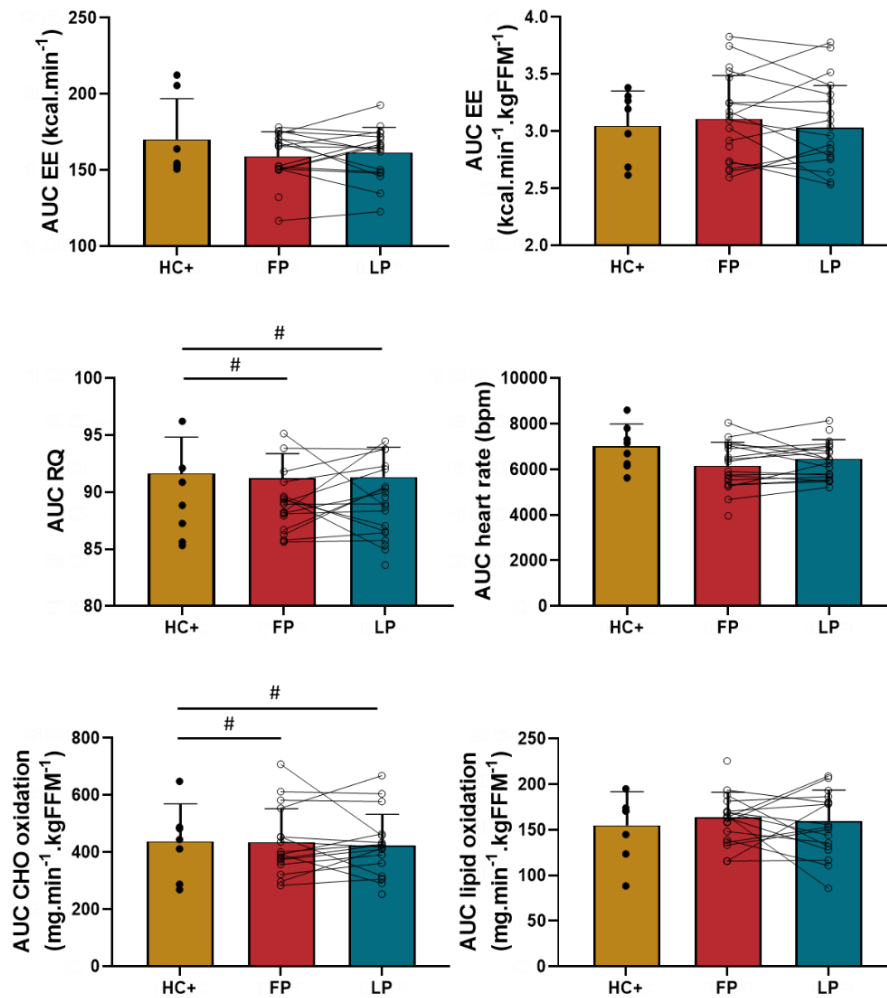 AUC EE (kcal.min⁻¹)
250
200
150
100
HC+ FP LP
AUC EE
(kcal.min⁻¹.kgFFM⁻¹)
4.0
3.5
3.0
2.5
2.0
HC+ FP LP
#
#
AUC RQ
100
95
90
85
80
HC+ FP LP
AUC heart rate (bpm)
10000
8000
6000
4000
2000
0
HC+ FP LP
#
#
AUC CHO oxidation
(mg.min⁻¹.kgFFM⁻¹)
800
600
400
200
0
HC+ FP LP
AUC lipid oxidation
(mg.min⁻¹.kgFFM⁻¹)
250
200
150
100
50
0
HC+ FP LP